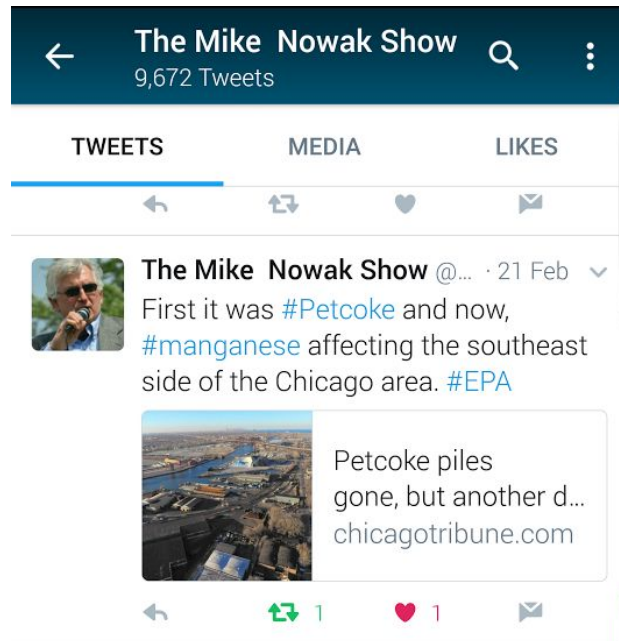 The Mike Nowak Show
9,672 Tweets
TWEETS MEDIA LIKES
The Mike Nowak Show @... · 21 Feb
First it was #Petcoke and now,
#manganese affecting the southeast
side of the Chicago area. #EPA
Petcoke piles
gone, but another d...
chicagotribune.com
1 1